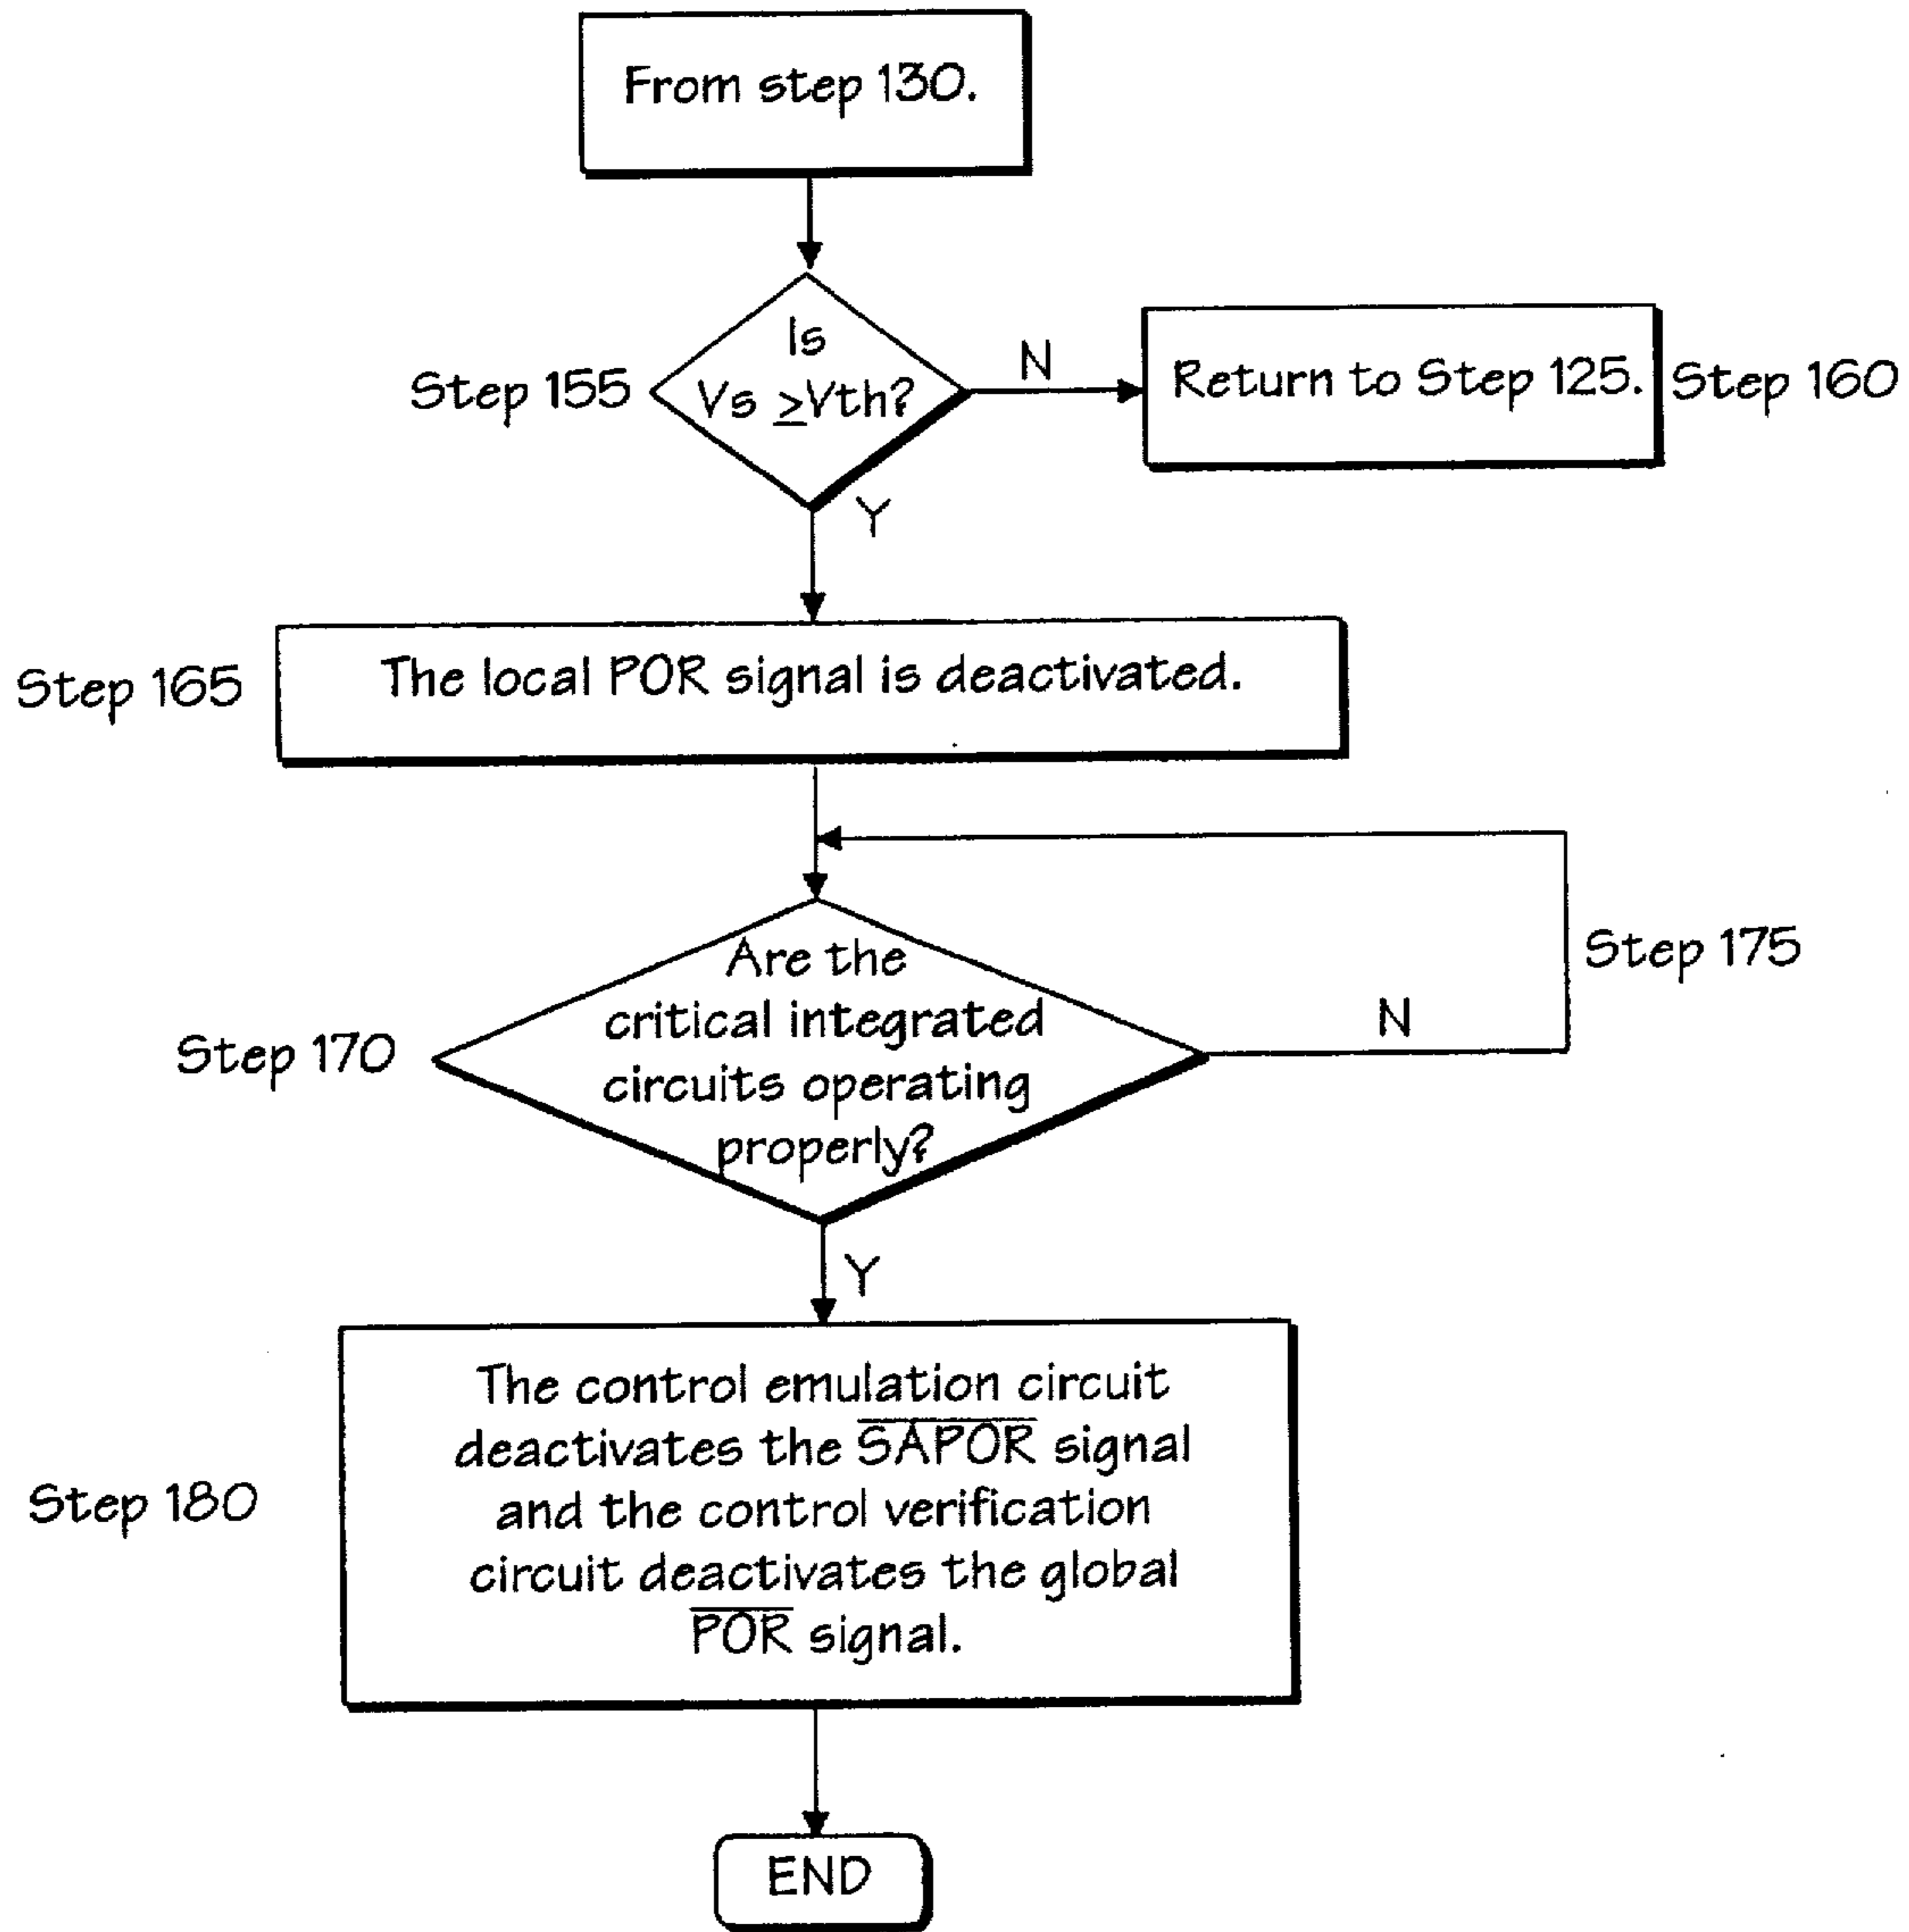 From step 130.
Is
Step 155
Vs ≥Vth?
N
Return to Step 125.
Step 160
Y
Step 165
The local POR signal is deactivated.
Step 175
Are the
critical integrated
circuits operating
properly?
Step 170
N
Y
The control emulation circuit
deactivates the S̅A̅P̅O̅R̅ signal
and the control verification
circuit deactivates the global
P̅O̅R̅ signal.
Step 180
END